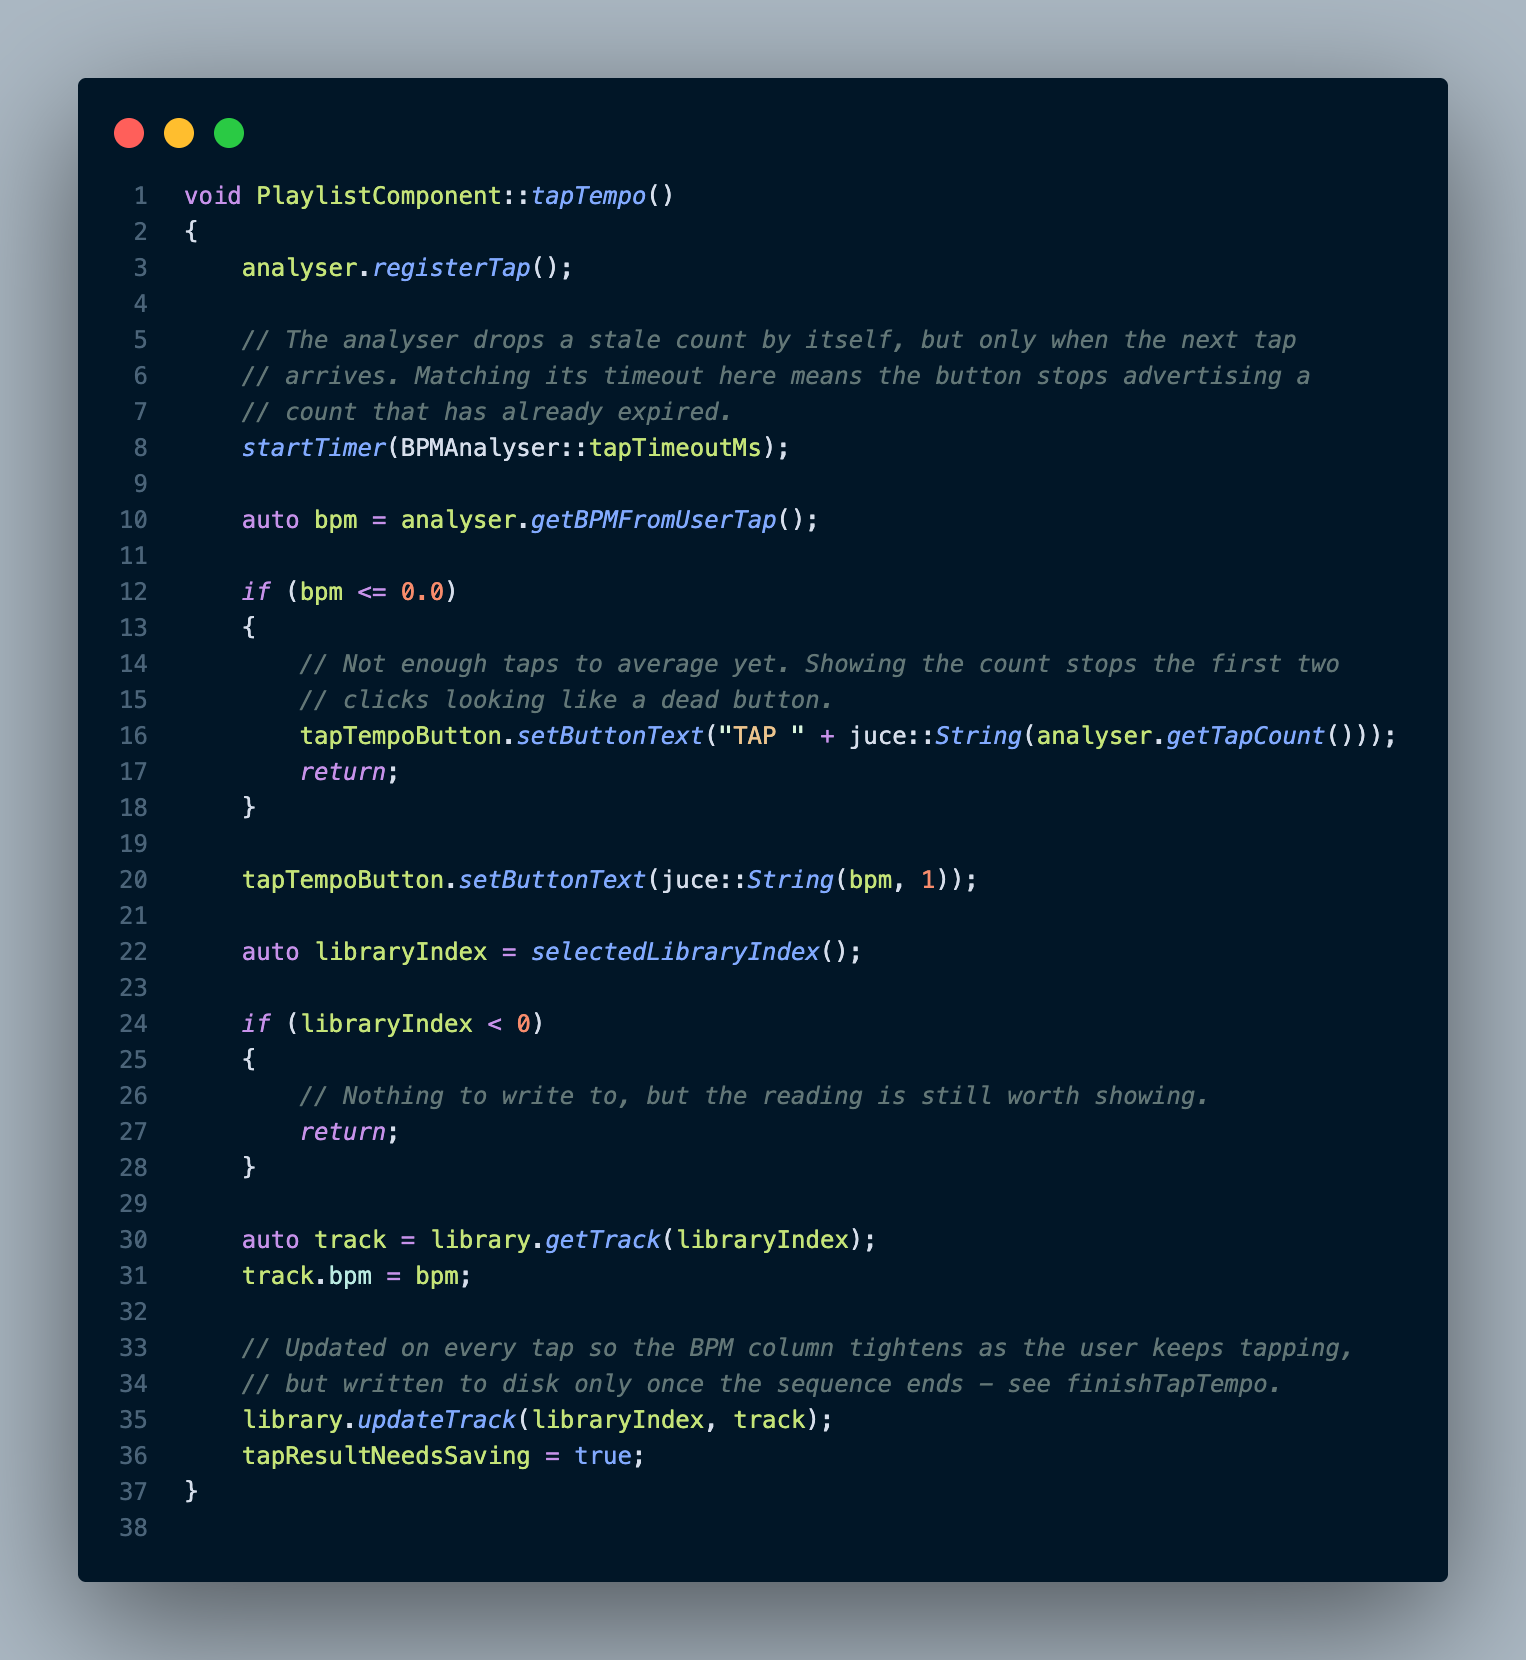 1 void PlaylistComponent::tapTempo()
2 {
3     analyser.registerTap();
4
5     // The analyser drops a stale count by itself, but only when the next tap
6     // arrives. Matching its timeout here means the button stops advertising a
7     // count that has already expired.
8     startTimer(BPMAnalyser::tapTimeoutMs);
9
10     auto bpm = analyser.getBPMFromUserTap();
11
12     if (bpm <= 0.0)
13     {
14         // Not enough taps to average yet. Showing the count stops the first two
15         // clicks looking like a dead button.
16         tapTempoButton.setButtonText("TAP " + juce::String(analyser.getTapCount()));
17         return;
18     }
19
20     tapTempoButton.setButtonText(juce::String(bpm, 1));
21
22     auto libraryIndex = selectedLibraryIndex();
23
24     if (libraryIndex < 0)
25     {
26         // Nothing to write to, but the reading is still worth showing.
27         return;
28     }
29
30     auto track = library.getTrack(libraryIndex);
31     track.bpm = bpm;
32
33     // Updated on every tap so the BPM column tightens as the user keeps tapping,
34     // but written to disk only once the sequence ends – see finishTapTempo.
35     library.updateTrack(libraryIndex, track);
36     tapResultNeedsSaving = true;
37 }
38